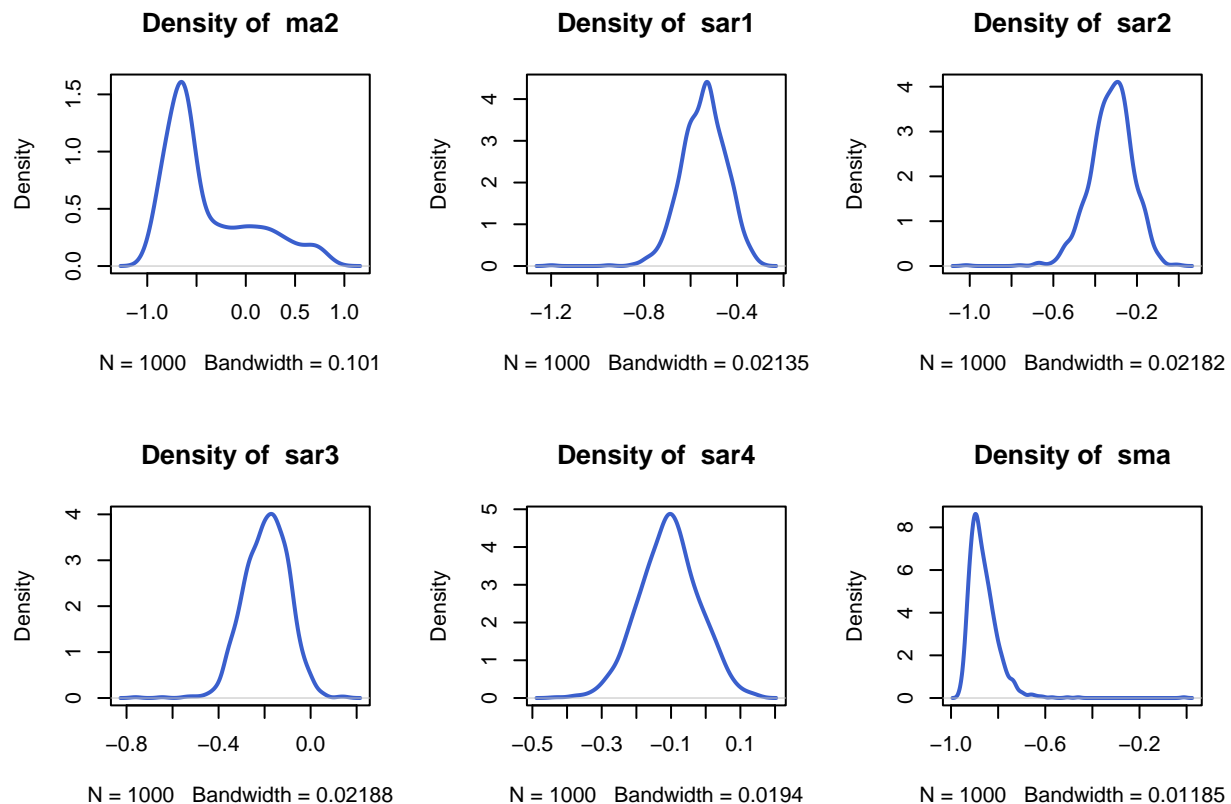 Density of ma2
Density
0.0 0.5 1.0 1.5
−1.0 0.0 0.5 1.0
N = 1000 Bandwidth = 0.101
Density of sar1
Density
0 1 2 3 4
−1.2 −0.8 −0.4
N = 1000 Bandwidth = 0.02135
Density of sar2
Density
0 1 2 3 4
−1.0 −0.6 −0.2
N = 1000 Bandwidth = 0.02182
Density of sar3
Density
0 1 2 3 4
−0.8 −0.4 0.0
N = 1000 Bandwidth = 0.02188
Density of sar4
Density
0 1 2 3 4 5
−0.5 −0.3 −0.1 0.1
N = 1000 Bandwidth = 0.0194
Density of sma
Density
0 2 4 6 8
−1.0 −0.6 −0.2
N = 1000 Bandwidth = 0.01185